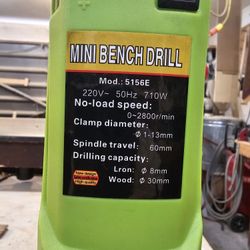 MINI BENCH DRILL
Mod.: 5156E
220V~ 50Hz 710W
No-load speed:
0~2800r/min
Clamp diameter:
Φ 1-13mm
Spindle travel: 60mm
Drilling capacity:
Lron: Φ 8mm
Wood: Φ 30mm